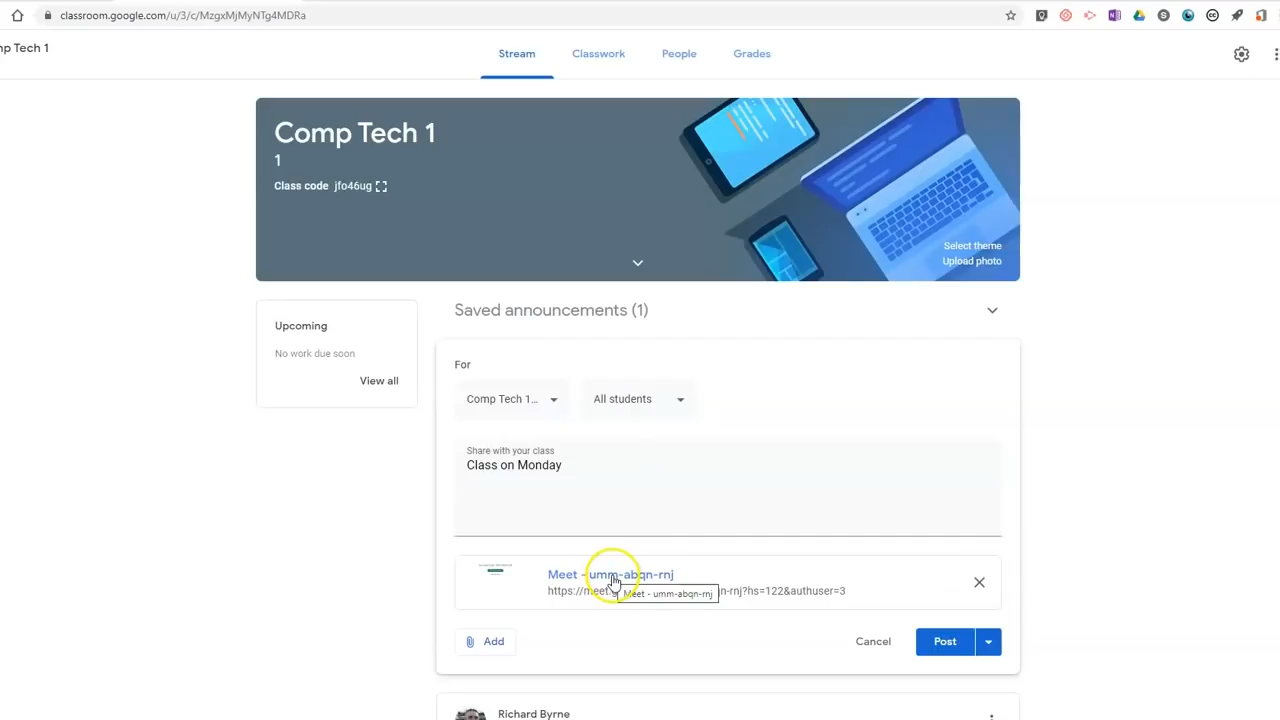 classroom.google.com/u/3/c/MzgxMjMyNTg4MDRa
mp Tech 1
Stream
Classwork
People
Grades
Comp Tech 1
1
Class code jfo46ug
Select theme
Upload photo
Upcoming
No work due soon
View all
Saved announcements (1)
For
Comp Tech 1...
All students
Share with your class
Class on Monday
Meet - umm-abqn-rnj
https://meet
Meet - umm-abqn-rnj
qn-rnj?hs=122&authuser=3
Add
Cancel
Post
Richard Byrne